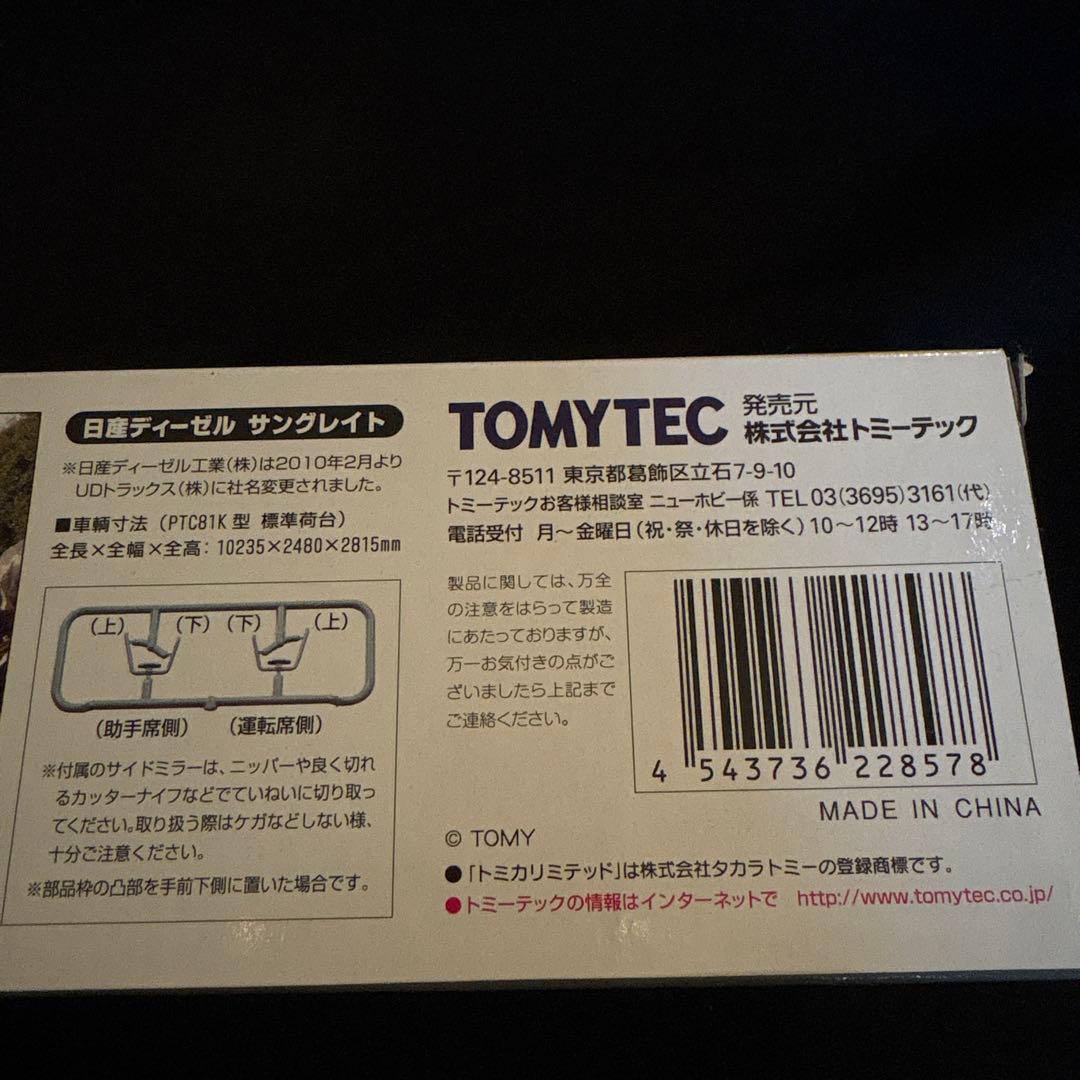 日産ディーゼル サングレイト
※日産ディーゼル工業(株)は2010年2月より
UDトラックス(株)に社名変更されました。
■車輌寸法（PTC81K型 標準荷台）
全長×全幅×全高：10235×2480×2815mm
(上) (下) (下) (上)
(助手席側) (運転席側)
※付属のサイドミラーは、ニッパーや良く切れ
るカッターナイフなどでていねいに切り取っ
てください。取り扱う際はケガなどしない様、
十分ご注意ください。
※部品枠の凸部を手前下側に置いた場合です。
TOMYTEC 発売元
株式会社トミーテック
〒124-8511 東京都葛飾区立石7-9-10
トミーテックお客様相談室 ニューホビー係 TEL 03(3695)3161(代)
電話受付 月～金曜日(祝・祭・休日を除く)10～12時 13～17時
製品に関しては、万全
の注意をはらって製造
にあたっておりますが、
万一お気付きの点がご
ざいましたら上記まで
ご連絡ください。
4 543736 228578
MADE IN CHINA
© TOMY
●「トミカリミテッド」は株式会社タカラトミーの登録商標です。
●トミーテックの情報はインターネットで http://www.tomytec.co.jp/